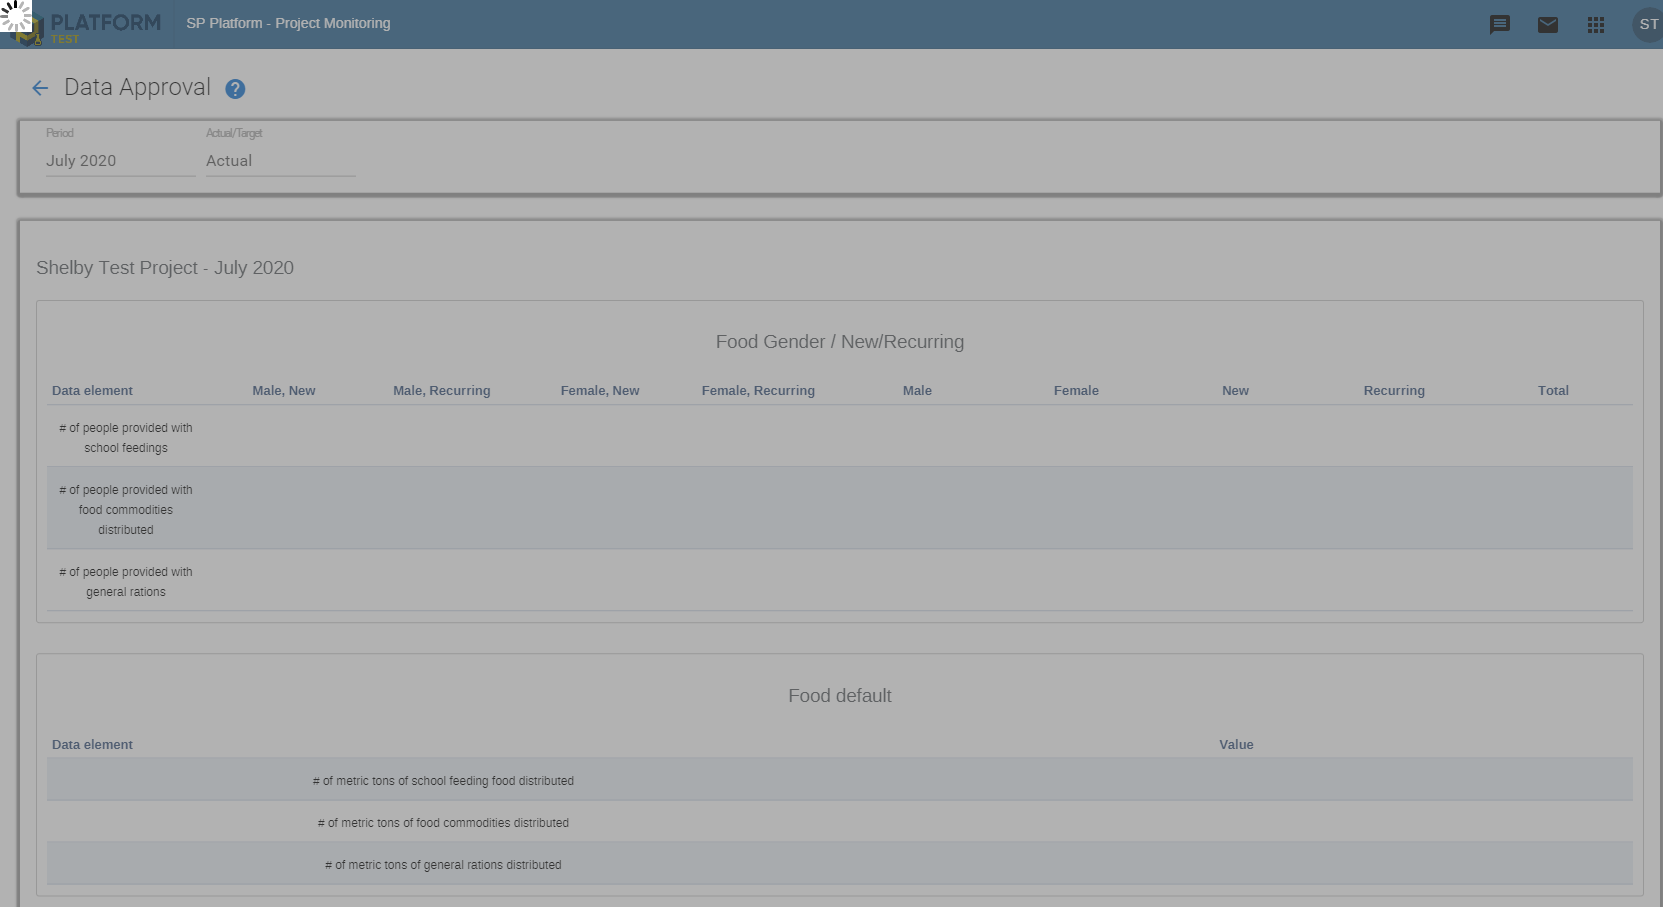 PLATFORM
TEST
SP Platform - Project Monitoring
ST
Data Approval ?
Period Actual/Target
July 2020 Actual
Shelby Test Project - July 2020
Food Gender / New/Recurring
Data element Male, New Male, Recurring Female, New Female, Recurring Male Female New Recurring Total
# of people provided with
school feedings
# of people provided with
food commodities
distributed
# of people provided with
general rations
Food default
Data element Value
# of metric tons of school feeding food distributed
# of metric tons of food commodities distributed
# of metric tons of general rations distributed